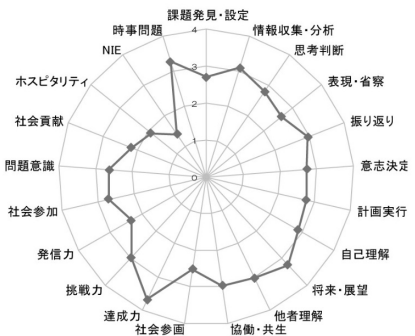 課題発見・設定
情報収集・分析
思考判断
表現・省察
振り返り
意志決定
計画実行
自己理解
将来・展望
他者理解
協働・共生
社会参画
達成力
挑戦力
発信力
社会参加
問題意識
社会貢献
ホスピタリティ
NIE
時事問題
4
3
2
1
0